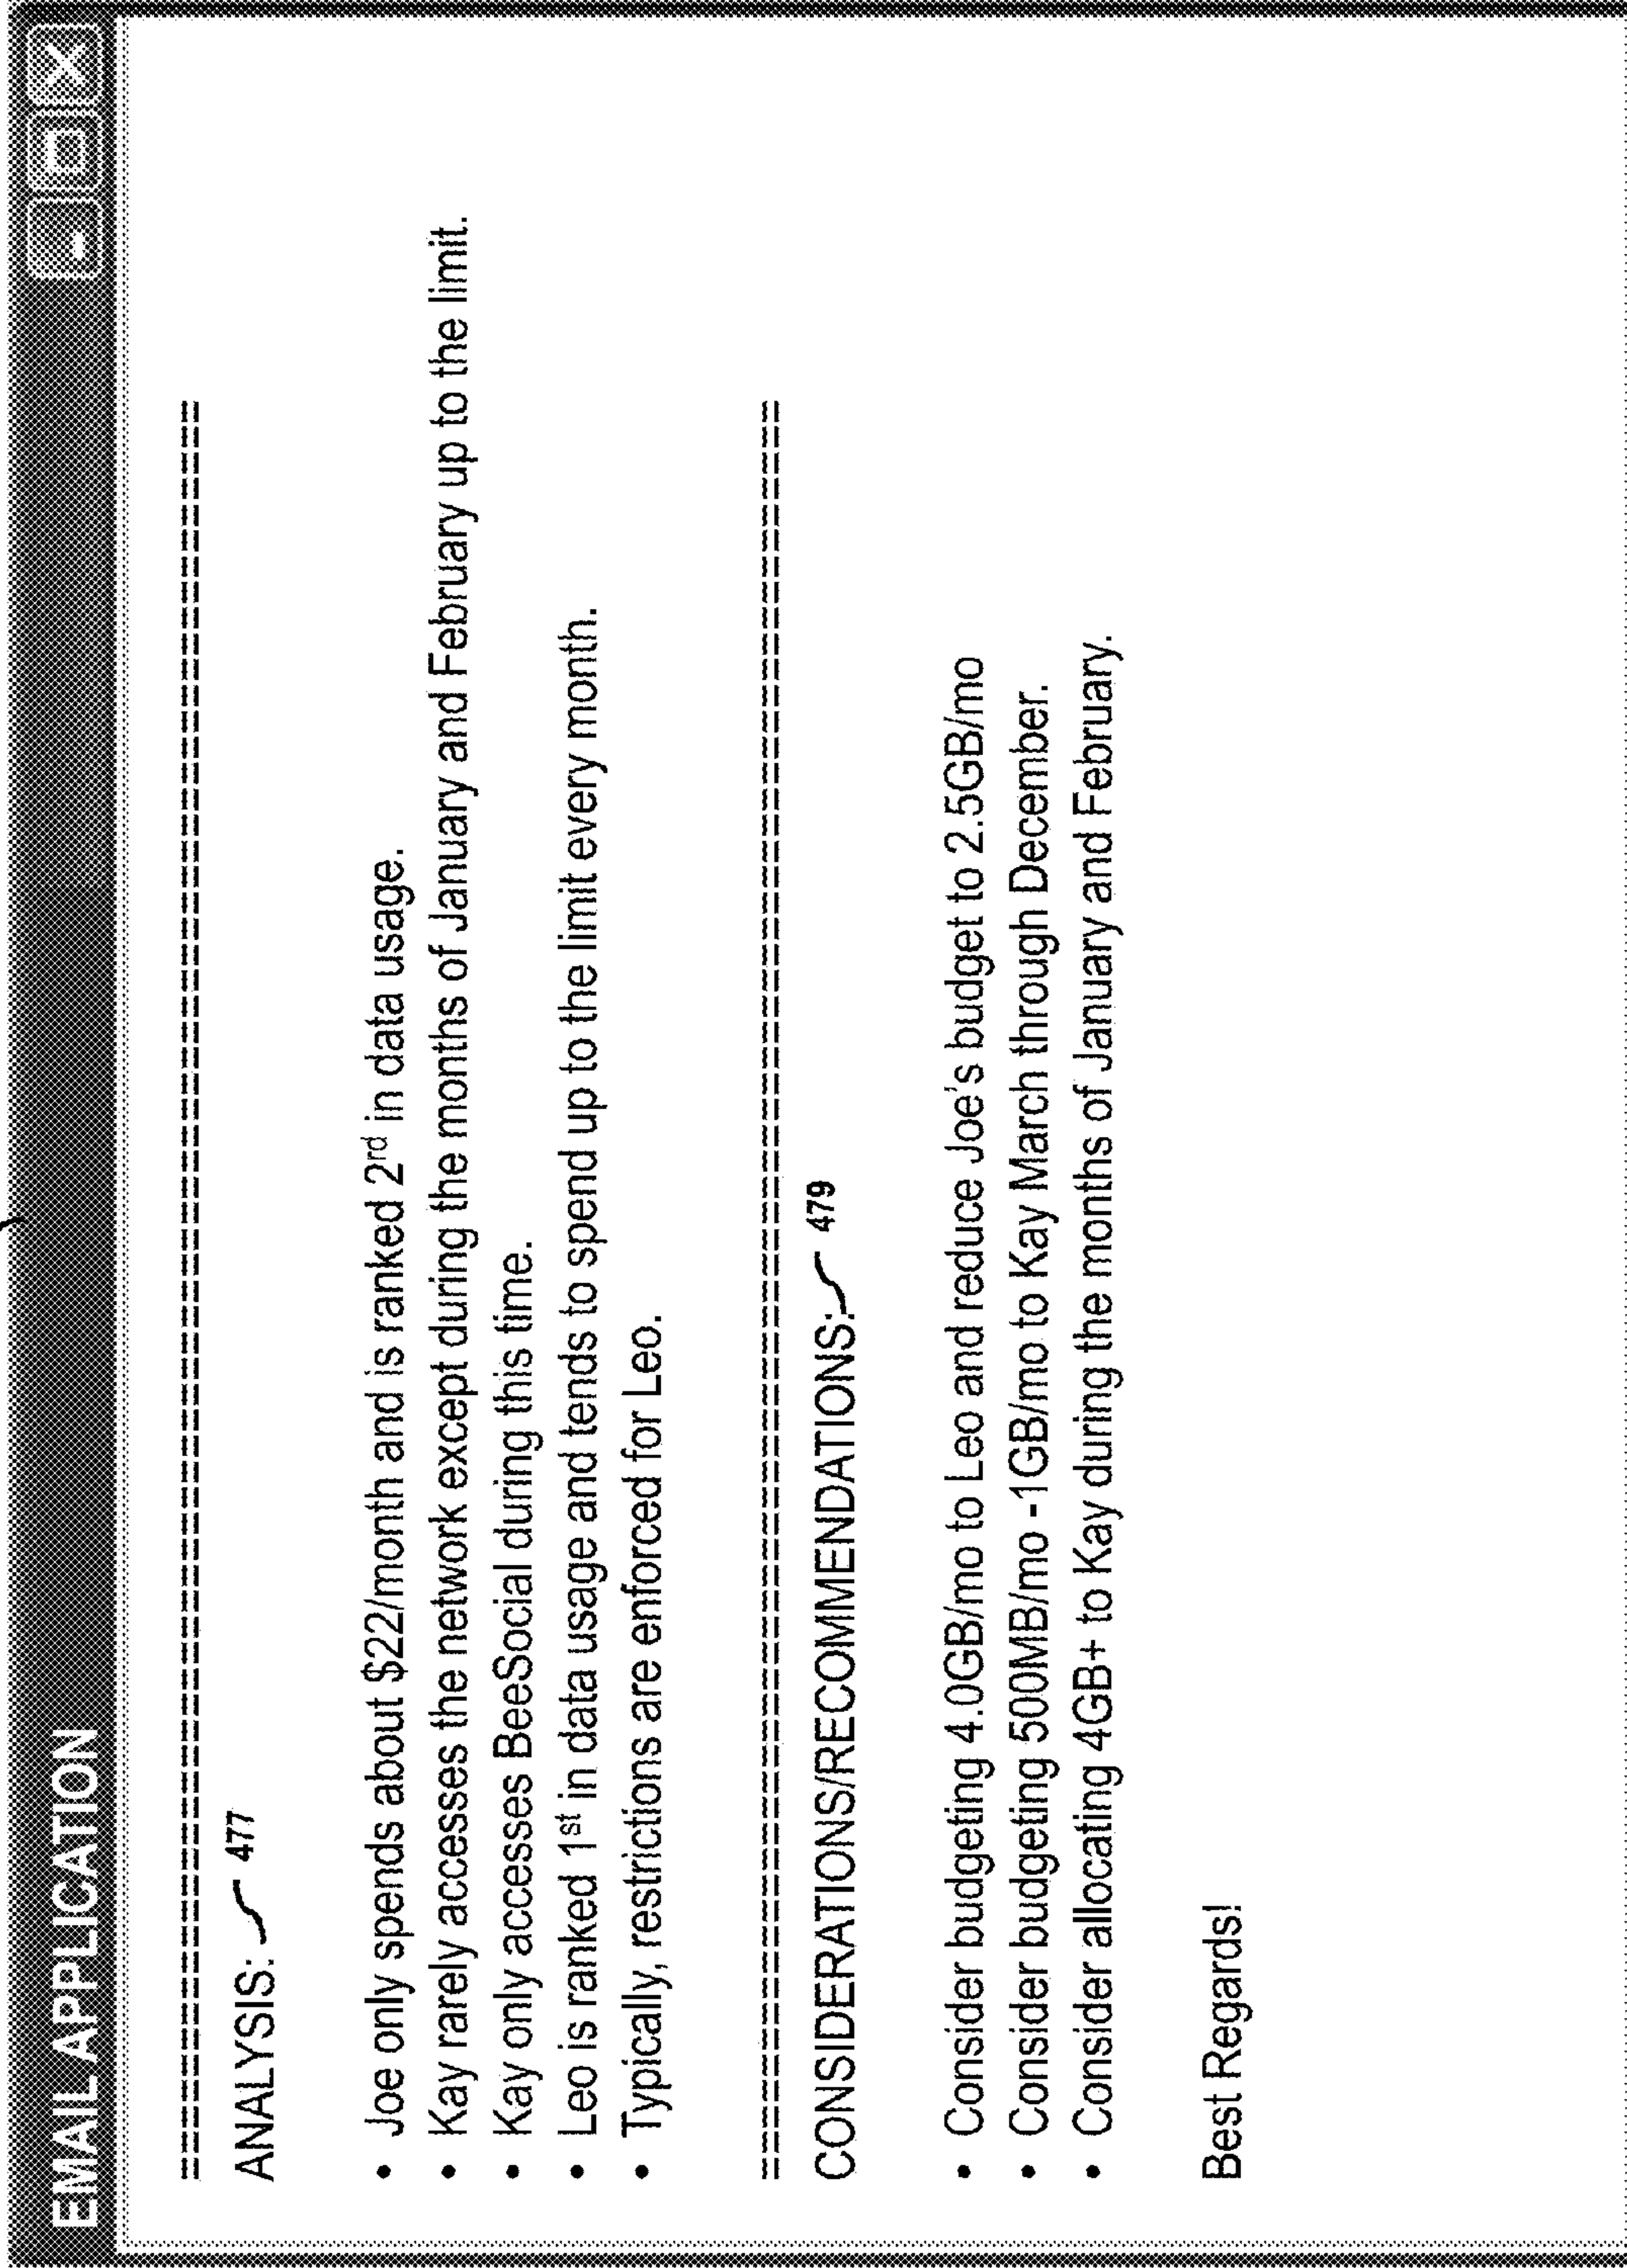 EMAIL APPLICATION
==================================================
ANALYSIS: 477
• Joe only spends about $22/month and is ranked 2rd in data usage.
• Kay rarely accesses the network except during the months of January and February up to the limit.
• Kay only accesses BeeSocial during this time.
• Leo is ranked 1st in data usage and tends to spend up to the limit every month.
• Typically, restrictions are enforced for Leo.
==================================================
CONSIDERATIONS/RECOMMENDATIONS: 479
• Consider budgeting 4.0GB/mo to Leo and reduce Joe's budget to 2.5GB/mo
• Consider budgeting 500MB/mo -1GB/mo to Kay March through December.
• Consider allocating 4GB+ to Kay during the months of January and February.
Best Regards!